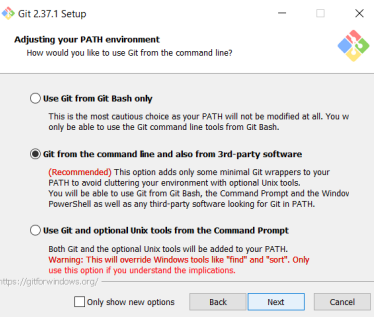 Git 2.37.1 Setup
Adjusting your PATH environment
How would you like to use Git from the command line?
Use Git from Git Bash only
This is the most cautious choice as your PATH will not be modified at all. You w
only be able to use the Git command line tools from Git Bash.
Git from the command line and also from 3rd-party software
(Recommended) This option adds only some minimal Git wrappers to your
PATH to avoid cluttering your environment with optional Unix tools.
You will be able to use Git from Git Bash, the Command Prompt and the Window
PowerShell as well as any third-party software looking for Git in PATH.
Use Git and optional Unix tools from the Command Prompt
Both Git and the optional Unix tools will be added to your PATH.
Warning: This will override Windows tools like "find" and "sort". Only
use this option if you understand the implications.
https://gitforwindows.org/
Only show new options
Back
Next
Cancel